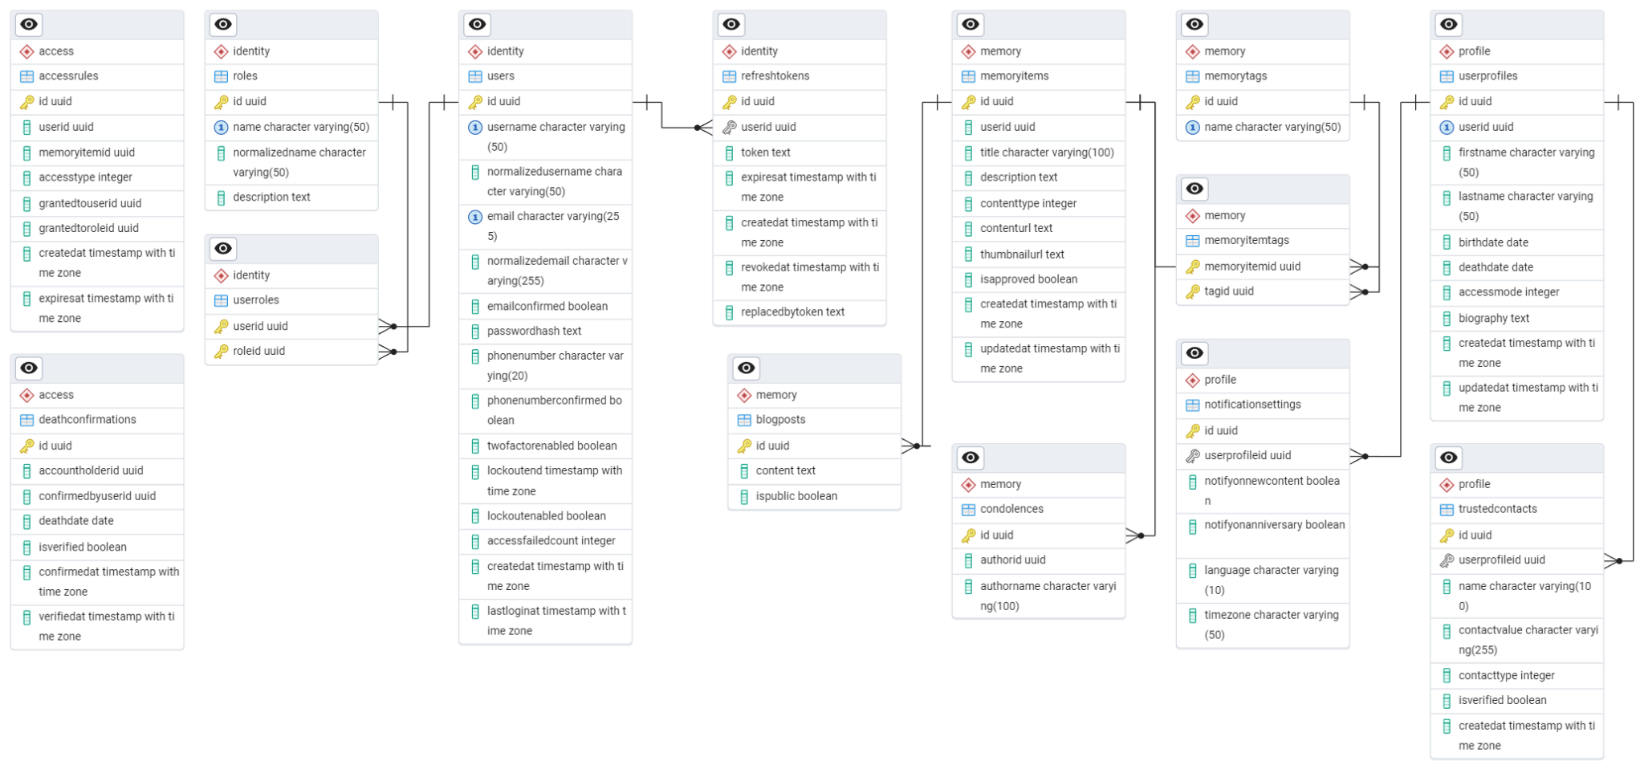 access
accessrules
id uuid
userid uuid
memoryitemid uuid
accesstype integer
grantedtouserid uuid
grantedtoroleid uuid
createdat timestamp with ti
me zone
expiresat timestamp with ti
me zone
access
deathconfirmations
id uuid
accountholderid uuid
confirmedbyuserid uuid
deathdate date
isverified boolean
confirmedat timestamp with
time zone
verifiedat timestamp with ti
me zone
identity
roles
id uuid
1 name character varying(50)
normalizedname character
varying(50)
description text
identity
userroles
userid uuid
roleid uuid
identity
users
id uuid
1 username character varying
(50)
normalizedusername chara
cter varying(50)
1 email character varying(25
5)
normalizedemail character v
arying(255)
emailconfirmed boolean
passwordhash text
phonenumber character var
ying(20)
phonenumberconfirmed bo
olean
twofactorenabled boolean
lockoutend timestamp with
time zone
lockoutenabled boolean
accessfailedcount integer
createdat timestamp with ti
me zone
lastloginat timestamp with t
ime zone
identity
refreshtokens
id uuid
userid uuid
token text
expiresat timestamp with ti
me zone
createdat timestamp with ti
me zone
revokedat timestamp with ti
me zone
replacedbytoken text
memory
blogposts
id uuid
content text
ispublic boolean
memory
memoryitems
id uuid
userid uuid
title character varying(100)
description text
contenttype integer
contenturl text
thumbnailurl text
isapproved boolean
createdat timestamp with ti
me zone
updatedat timestamp with ti
me zone
memory
condolences
id uuid
authorid uuid
authorname character varyi
ng(100)
memory
memorytags
id uuid
1 name character varying(50)
memory
memoryitemtags
memoryitemid uuid
tagid uuid
profile
notificationsettings
id uuid
userprofileid uuid
notifyonnewcontent boolea
n
notifyonanniversary boolean
language character varying
(10)
timezone character varying
(50)
profile
userprofiles
id uuid
1 userid uuid
firstname character varying
(50)
lastname character varying
(50)
birthdate date
deathdate date
accessmode integer
biography text
createdat timestamp with ti
me zone
updatedat timestamp with ti
me zone
profile
trustedcontacts
id uuid
userprofileid uuid
name character varying(10
0)
contactvalue character varyi
ng(255)
contacttype integer
isverified boolean
createdat timestamp with ti
me zone